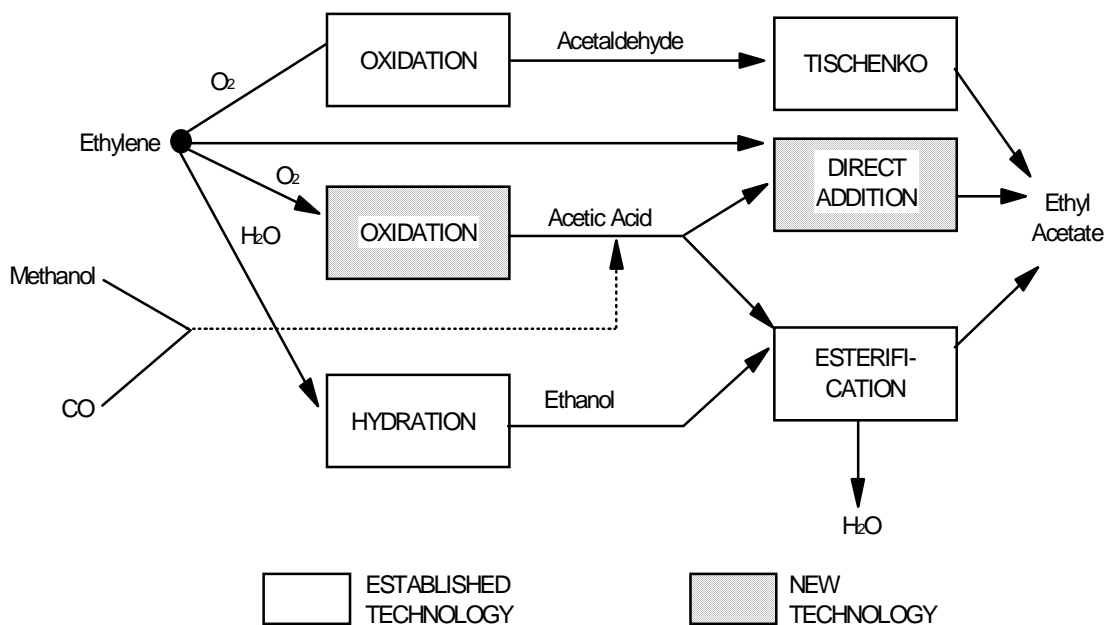 OXIDATION
Acetaldehyde
TISCHENKO
O₂
Ethylene
O₂
DIRECT
ADDITION
H₂O
OXIDATION
Acetic Acid
Ethyl
Acetate
Methanol
CO
HYDRATION
Ethanol
ESTERIFI-
CATION
H₂O
ESTABLISHED
TECHNOLOGY
NEW
TECHNOLOGY